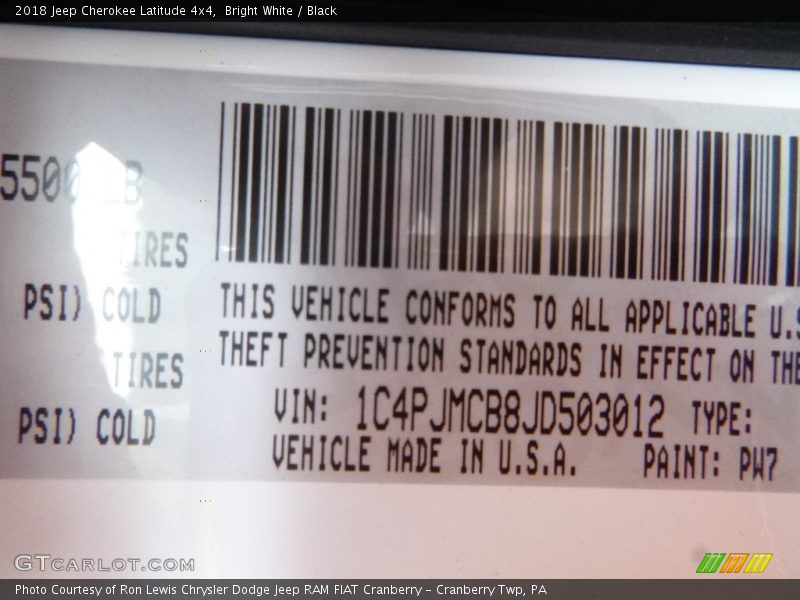 2018 Jeep Cherokee Latitude 4x4,  Bright White / Black
TIRES
PSI) COLD
TIRES
PSI) COLD
THIS VEHICLE CONFORMS TO ALL APPLICABLE U.S
THEFT PREVENTION STANDARDS IN EFFECT ON THE
VIN: 1C4PJMCB8JD503012 TYPE:
VEHICLE MADE IN U.S.A. PAINT: PW7
GTCARLOT.COM
Photo Courtesy of Ron Lewis Chrysler Dodge Jeep RAM FIAT Cranberry – Cranberry Twp, PA